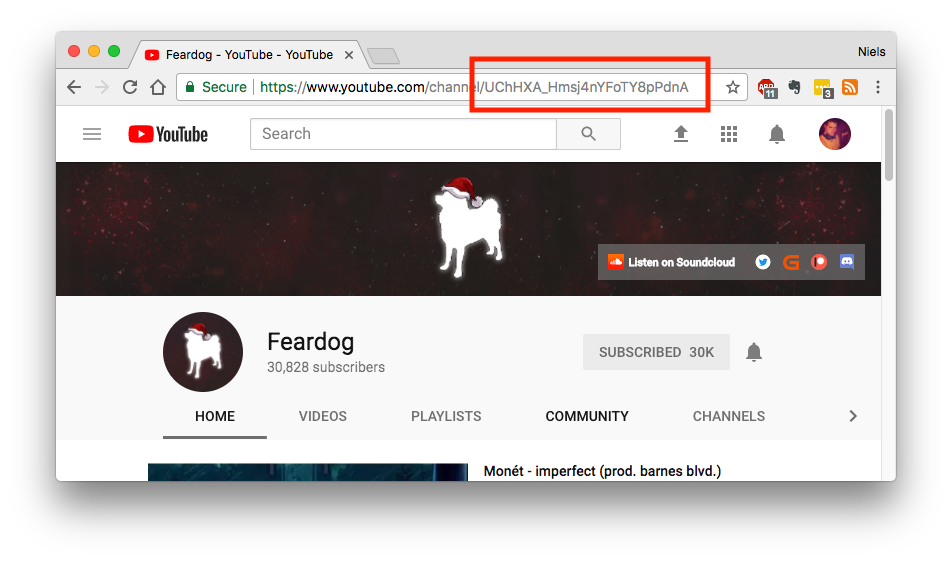 Feardog - YouTube - YouTube
Niels
Secure https://www.youtube.com/channel/UChHXA_Hmsj4nYFoTY8pPdnA
11
3
YouTube
Search
Listen on Soundcloud
Feardog
30,828 subscribers
SUBSCRIBED 30K
HOME VIDEOS PLAYLISTS COMMUNITY CHANNELS
Monét - imperfect (prod. barnes blvd.)